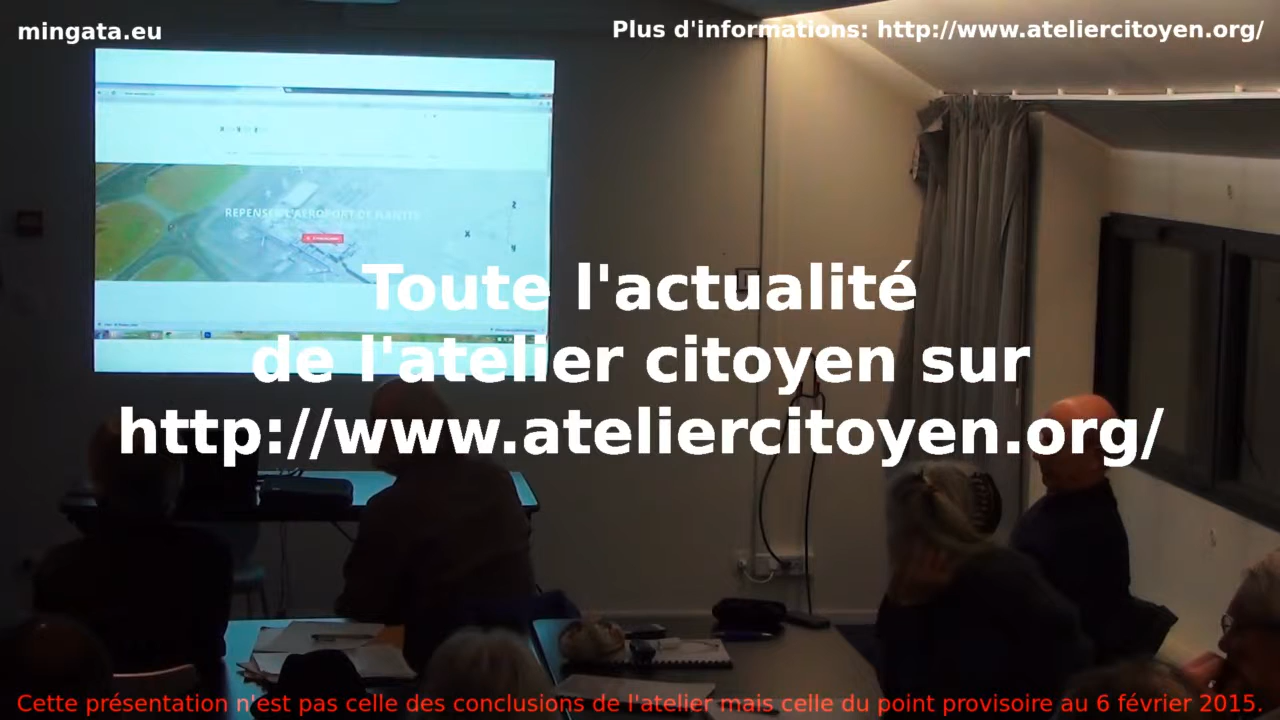 mingata.eu
Plus d'informations: http://www.ateliercitoyen.org/
REPENSER L'AEROPORT DE NANTES
Toute l'actualité
de l'atelier citoyen sur
http://www.ateliercitoyen.org/
Cette présentation n'est pas celle des conclusions de l'atelier mais celle du point provisoire au 6 février 2015.